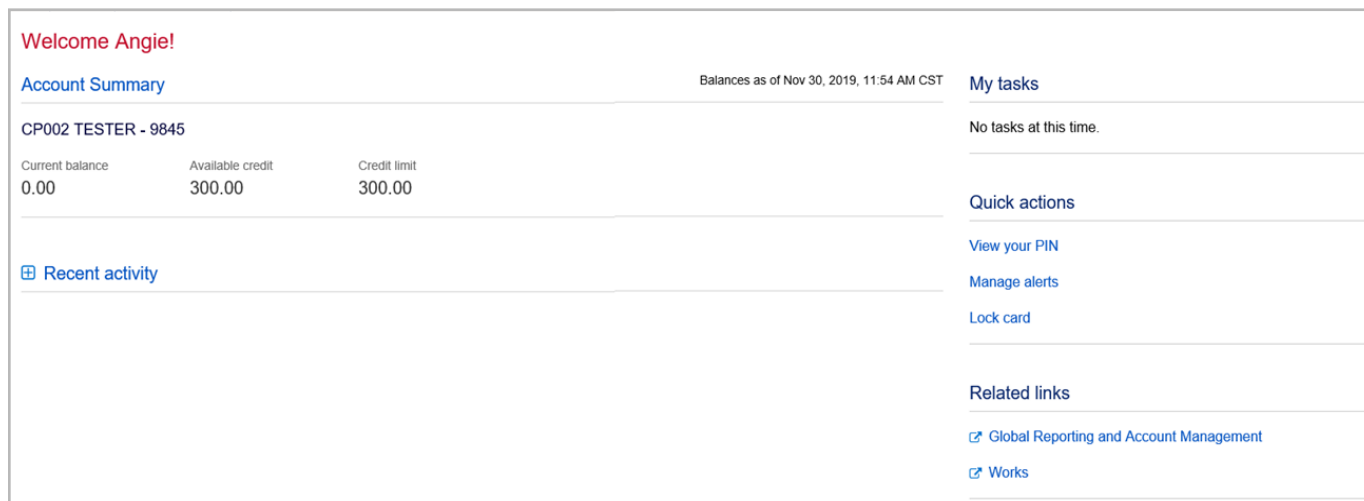 Welcome Angie!
Account Summary
Balances as of Nov 30, 2019, 11:54 AM CST
CP002 TESTER - 9845
Current balance
Available credit
Credit limit
0.00
300.00
300.00
Recent activity
My tasks
No tasks at this time.
Quick actions
View your PIN
Manage alerts
Lock card
Related links
Global Reporting and Account Management
Works